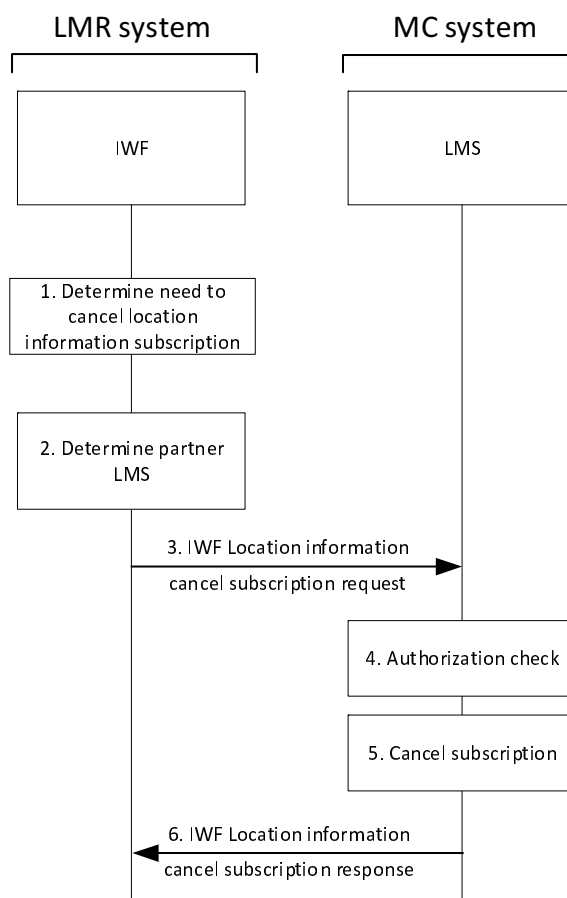 LMR system
MC system
IWF
LMS
1. Determine need to
cancel location
information subscription
2. Determine partner
LMS
3. IWF Location information
cancel subscription request
4. Authorization check
5. Cancel subscription
6. IWF Location information
cancel subscription response